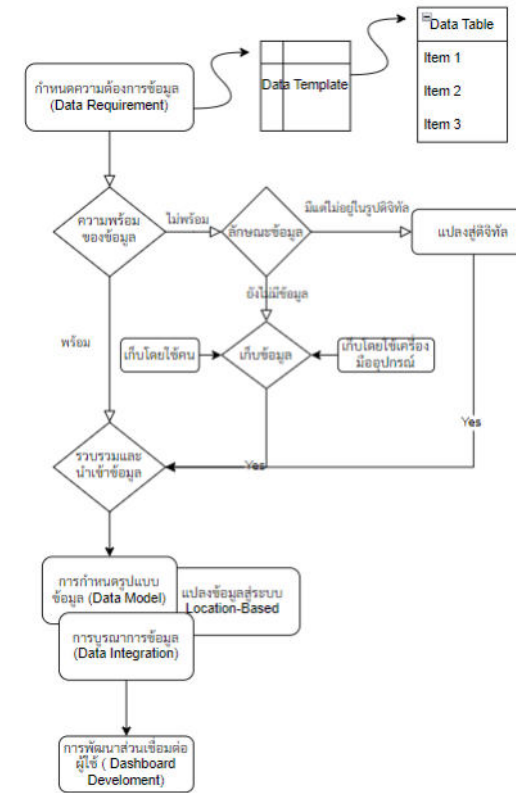 กำหนดความต้องการข้อมูล
(Data Requirement)
Data Template
Data Table
Item 1
Item 2
Item 3
ความพร้อม
ของข้อมูล
ไม่พร้อม
ลักษณะข้อมูล
มีแต่ไม่อยู่ในรูปดิจิทัล
แปลงสู่ดิจิทัล
ยังไม่มีข้อมูล
พร้อม
เก็บโดยใช้คน
เก็บข้อมูล
เก็บโดยใช้เครื่อง
มืออุปกรณ์
Yes
รวบรวมและ
นำเข้าข้อมูล
Yes
การกำหนดรูปแบบ
ข้อมูล (Data Model)
แปลงข้อมูลสู่ระบบ
Location-Based
การบูรณาการข้อมูล
(Data Integration)
การพัฒนาส่วนเชื่อมต่อ
ผู้ใช้ ( Dashboard
Develoment)